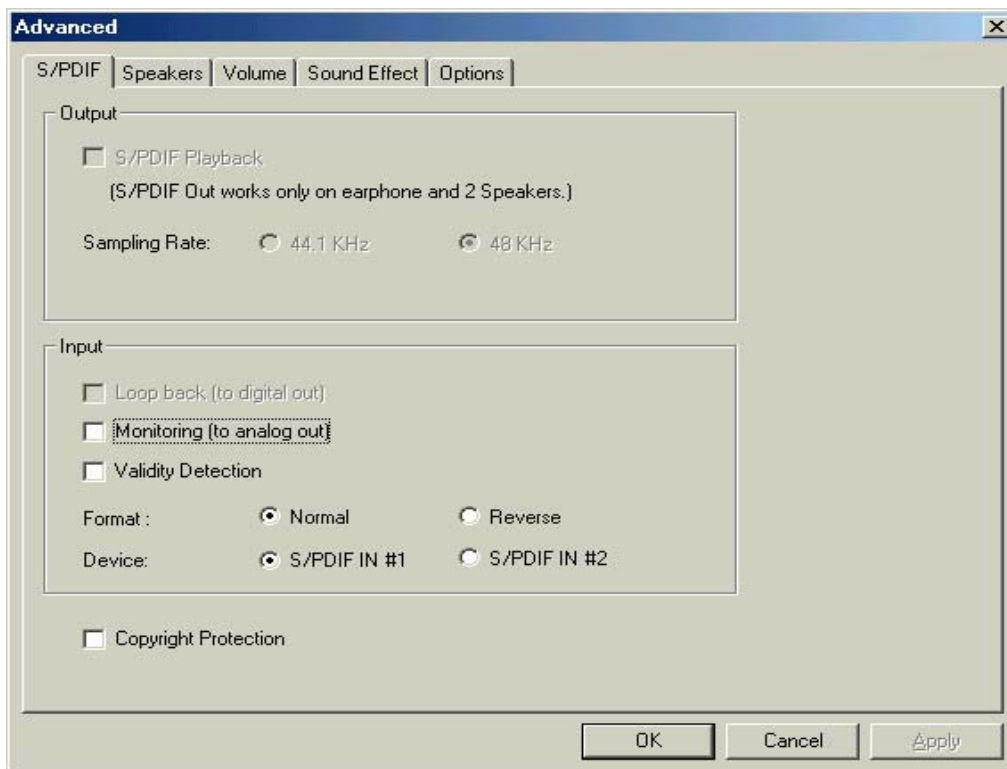 Advanced
S/PDIF Speakers Volume Sound Effect Options
Output
S/PDIF Playback
(S/PDIF Out works only on earphone and 2 Speakers.)
Sampling Rate: 44.1 KHz 48 KHz
Input
Loop back (to digital out)
Monitoring (to analog out)
Validity Detection
Format : Normal Reverse
Device: S/PDIF IN #1 S/PDIF IN #2
Copyright Protection
OK Cancel Apply